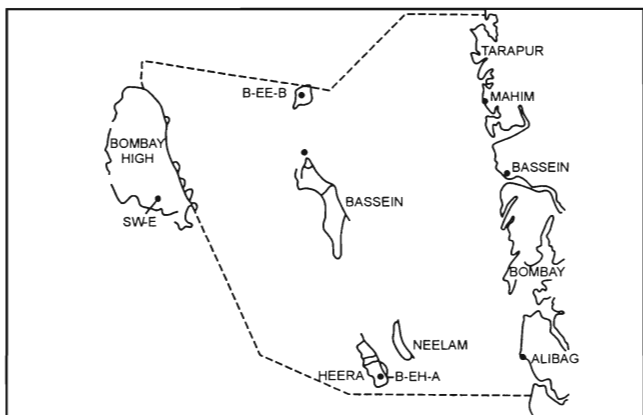 TARAPUR
B-EE-B
MAHIM
BOMBAY
HIGH
BASSEIN
BASSEIN
SW-E
BOMBAY
NEELAM
ALIBAG
HEERA
B-EH-A